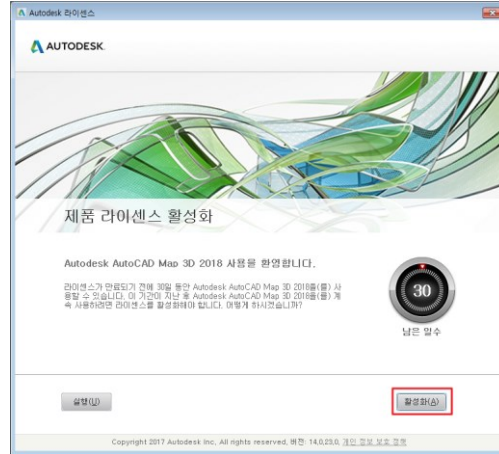 Autodesk 라이센스
AUTODESK.
제품 라이센스 활성화
Autodesk AutoCAD Map 3D 2018 사용을 환영합니다.
라이센스가 만료되기 전에 30일 동안 Autodesk AutoCAD Map 3D 2018을(를) 사
용할 수 있습니다. 이 기간이 지난 후 Autodesk AutoCAD Map 3D 2018을(를) 계
속 사용하려면 라이센스를 활성화해야 합니다. 어떻게 하시겠습니까?
30
남은 일수
실행(U)
활성화(A)
Copyright 2017 Autodesk Inc. All rights reserved. 버전: 14.0.23.0. 개인 정보 보호 정책